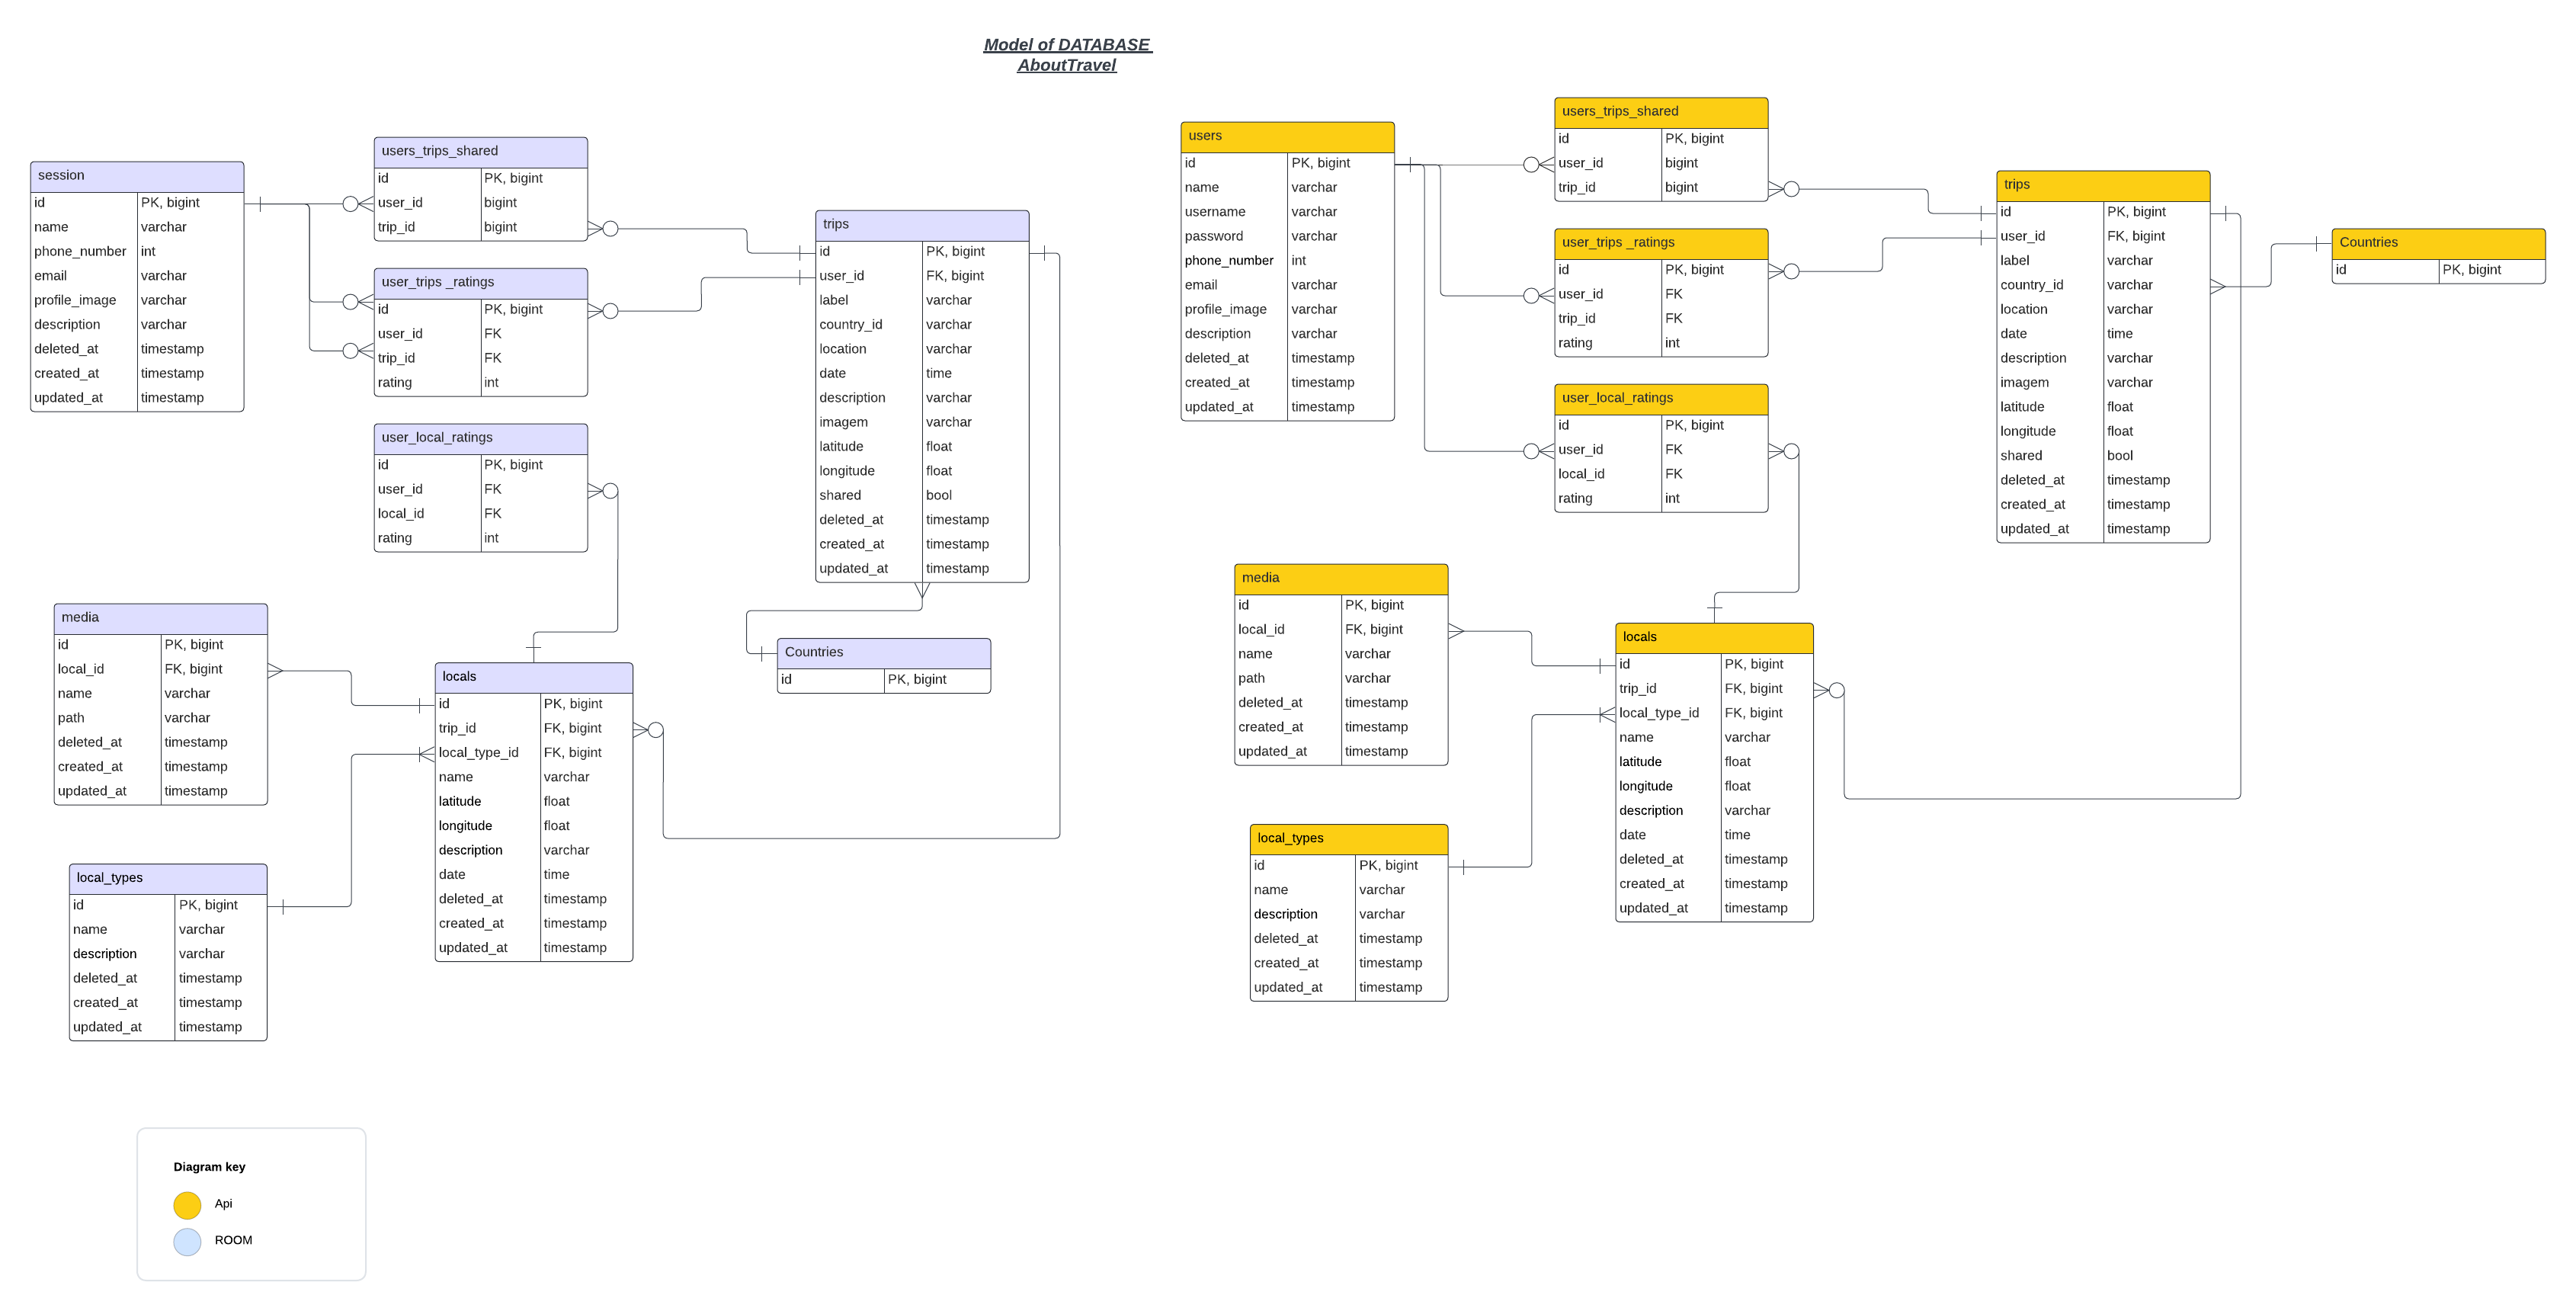 Model of DATABASE
AboutTravel
session
id PK, bigint
name varchar
phone_number int
email varchar
profile_image varchar
description varchar
deleted_at timestamp
created_at timestamp
updated_at timestamp
users_trips_shared
id PK, bigint
user_id bigint
trip_id bigint
user_trips _ratings
id PK, bigint
user_id FK
trip_id FK
rating int
user_local_ratings
id PK, bigint
user_id FK
local_id FK
rating int
trips
id PK, bigint
user_id FK, bigint
label varchar
country_id varchar
location varchar
date time
description varchar
imagem varchar
latitude float
longitude float
shared bool
deleted_at timestamp
created_at timestamp
updated_at timestamp
Countries
id PK, bigint
media
id PK, bigint
local_id FK, bigint
name varchar
path varchar
deleted_at timestamp
created_at timestamp
updated_at timestamp
locals
id PK, bigint
trip_id FK, bigint
local_type_id FK, bigint
name varchar
latitude float
longitude float
description varchar
date time
deleted_at timestamp
created_at timestamp
updated_at timestamp
local_types
id PK, bigint
name varchar
description varchar
deleted_at timestamp
created_at timestamp
updated_at timestamp
users
id PK, bigint
name varchar
username varchar
password varchar
phone_number int
email varchar
profile_image varchar
description varchar
deleted_at timestamp
created_at timestamp
updated_at timestamp
users_trips_shared
id PK, bigint
user_id bigint
trip_id bigint
user_trips _ratings
id PK, bigint
user_id FK
trip_id FK
rating int
user_local_ratings
id PK, bigint
user_id FK
local_id FK
rating int
trips
id PK, bigint
user_id FK, bigint
label varchar
country_id varchar
location varchar
date time
description varchar
imagem varchar
latitude float
longitude float
shared bool
deleted_at timestamp
created_at timestamp
updated_at timestamp
Countries
id PK, bigint
media
id PK, bigint
local_id FK, bigint
name varchar
path varchar
deleted_at timestamp
created_at timestamp
updated_at timestamp
locals
id PK, bigint
trip_id FK, bigint
local_type_id FK, bigint
name varchar
latitude float
longitude float
description varchar
date time
deleted_at timestamp
created_at timestamp
updated_at timestamp
local_types
id PK, bigint
name varchar
description varchar
deleted_at timestamp
created_at timestamp
updated_at timestamp
Diagram key
Api
ROOM